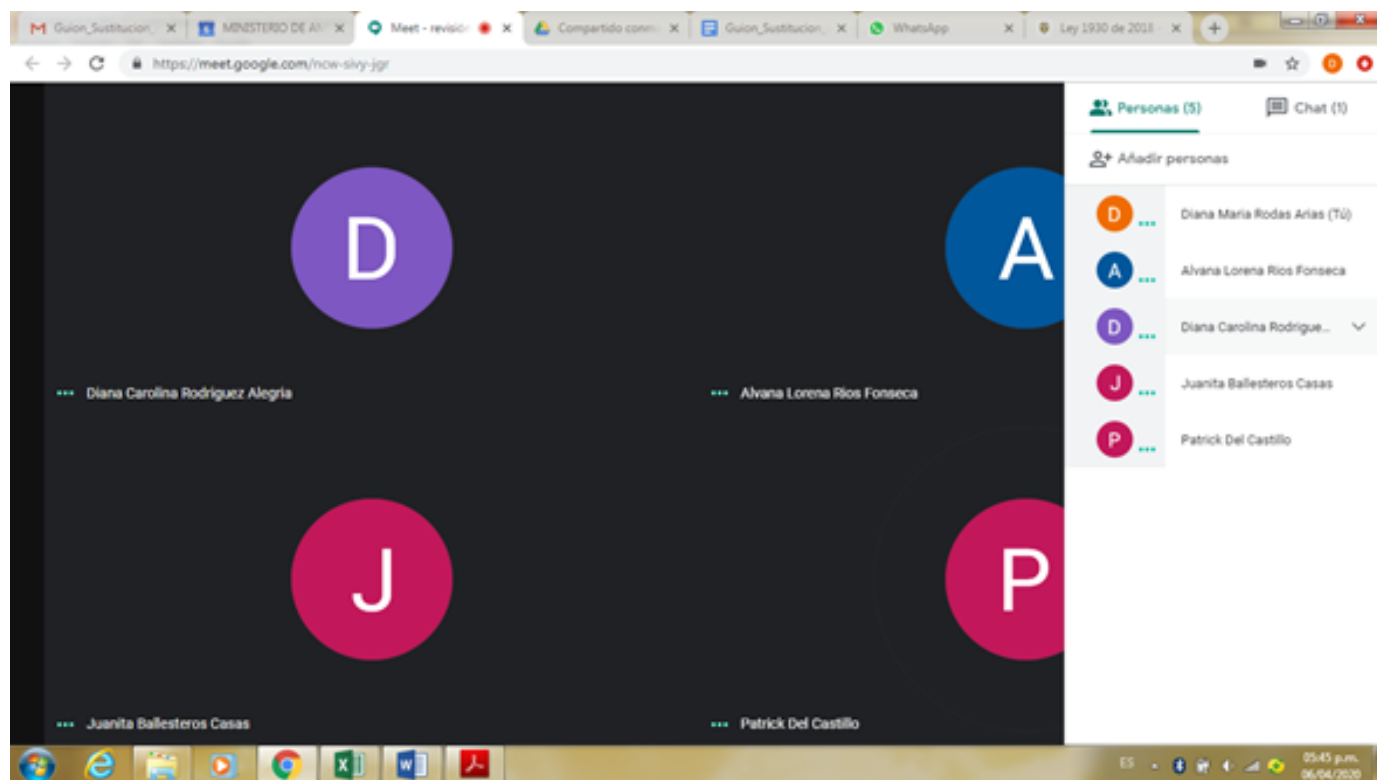 Guion_Sustitucion_
MINISTERIO DE AM
Meet - revisió
Compartido conm
Guion_Sustitucion_
WhatsApp
Ley 1930 de 2018 -
https://meet.google.com/ncw-sivy-jgr
Personas (5)
Chat (1)
Añadir personas
D
Diana Maria Rodas Arias (Tú)
A
Alvana Lorena Rios Fonseca
D
Diana Carolina Rodrigue...
J
Juanita Ballesteros Casas
P
Patrick Del Castillo
D
A
Diana Carolina Rodriguez Alegria
Alvana Lorena Rios Fonseca
J
P
Juanita Ballesteros Casas
Patrick Del Castillo
ES
05:45 p.m.
06/04/2020